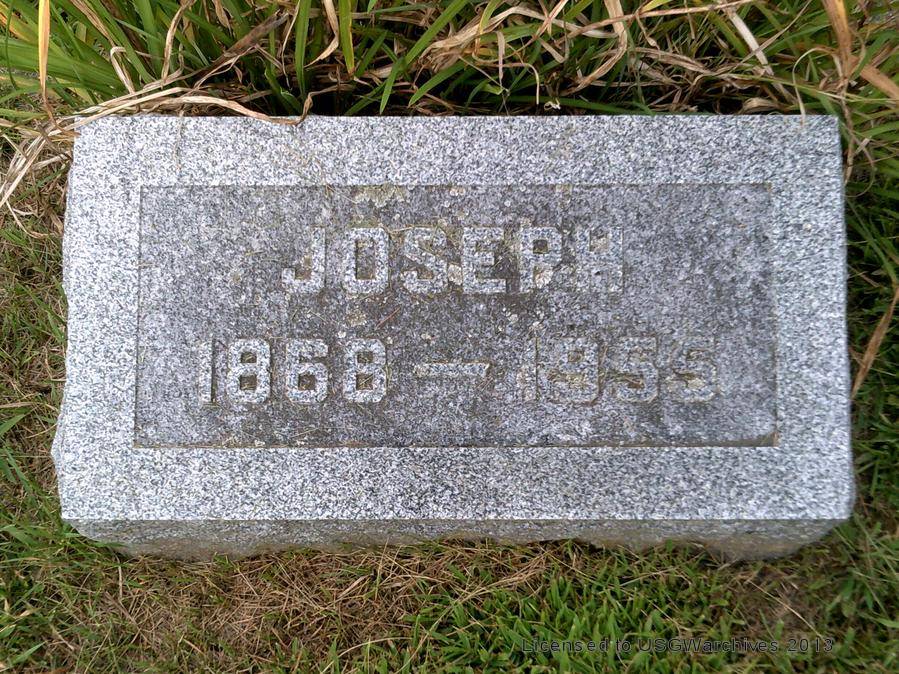 JOSEPH
1868 — 1955
Licensed to USGWarchives 2013